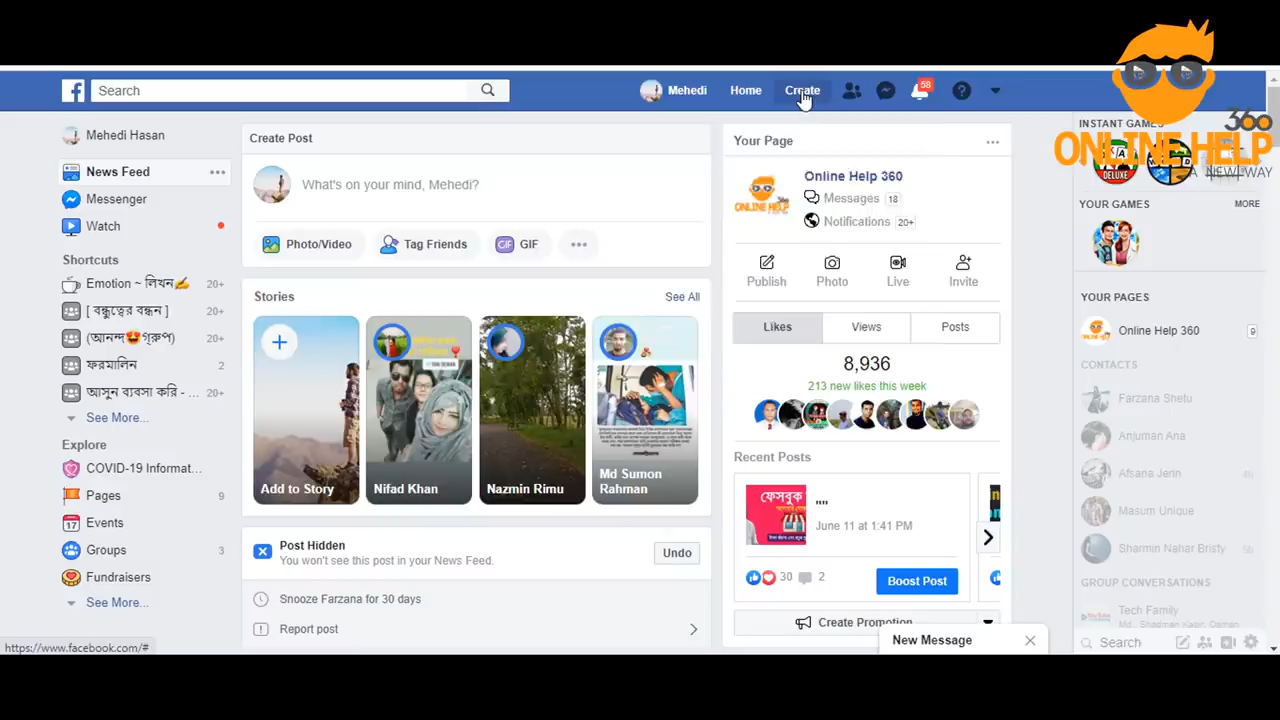 Search
Mehedi
Home
Create
58
360
ONLINE HELP
A NEW WAY
Mehedi Hasan
News Feed
Messenger
Watch
Shortcuts
Emotion ~ লিখন✍ 20+
[ বন্ধুত্বের বন্ধন ] 20+
(আনন্দ😍গ্রুপ) 20+
ফরমালিন 2
আসুন ব্যবসা করি - ... 20+
See More...
Explore
COVID-19 Informat...
Pages 9
Events
Groups 3
Fundraisers
See More...
https://www.facebook.com/#
Create Post
What's on your mind, Mehedi?
Photo/Video
Tag Friends
GIF GIF
Stories
See All
Add to Story
Nifad Khan
Nazmin Rimu
Md Sumon
Rahman
Post Hidden
You won't see this post in your News Feed.
Undo
Snooze Farzana for 30 days
Report post
Your Page
Online Help 360
Messages 18
Notifications 20+
Publish
Photo
Live
Invite
Likes
Views
Posts
8,936
213 new likes this week
Recent Posts
ফেসবুক
""
June 11 at 1:41 PM
30 2
Boost Post
Create Promotion
New Message
INSTANT GAMES
DELUXE
YOUR GAMES
MORE
YOUR PAGES
Online Help 360 9
CONTACTS
Farzana Shetu
Anjuman Ana
Afsana Jerin 4h
Masum Unique
Sharmin Nahar Bristy 5h
GROUP CONVERSATIONS
Tech Family
Search